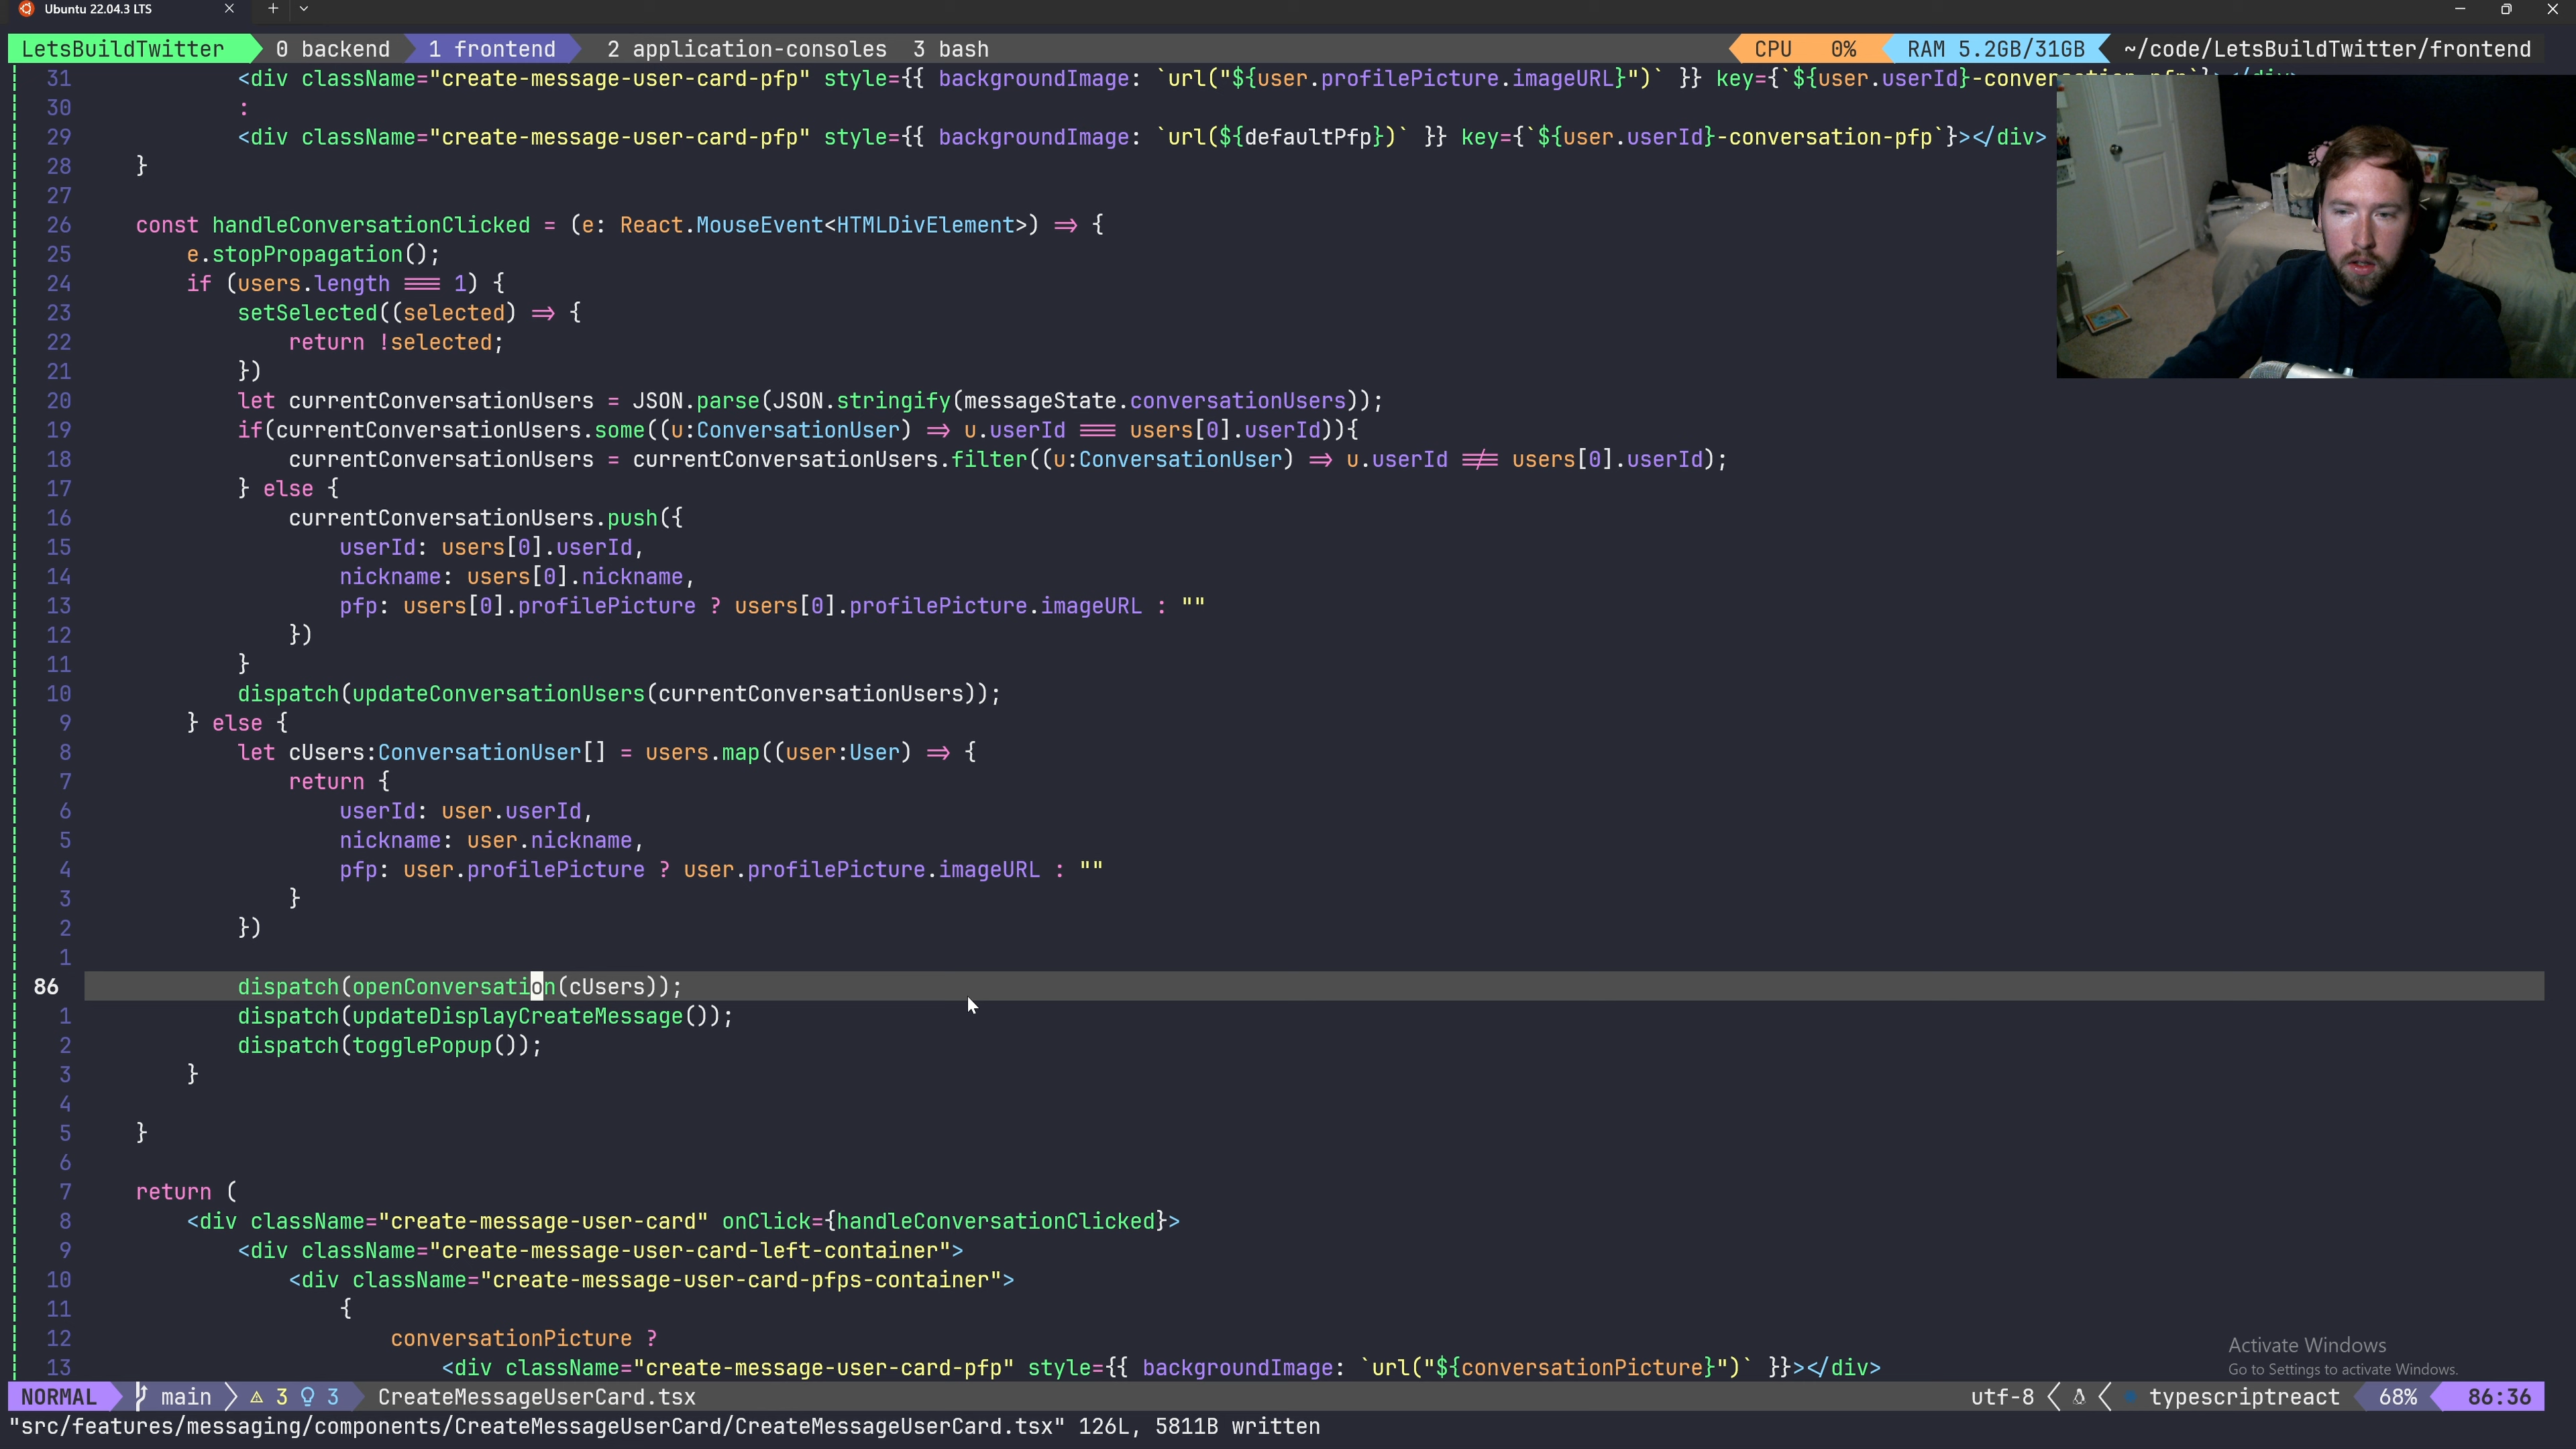 Ubuntu 22.04.3 LTS
LetsBuildTwitter 0 backend 1 frontend 2 application-consoles 3 bash CPU 0% RAM 5.2GB/31GB ~/code/LetsBuildTwitter/frontend
31 <div className="create-message-user-card-pfp" style={{ backgroundImage: `url("${user.profilePicture.imageURL}")` }} key={`${user.userId}-conversation-pfp`}></div>
30 :
29 <div className="create-message-user-card-pfp" style={{ backgroundImage: `url(${defaultPfp})` }} key={`${user.userId}-conversation-pfp`}></div>
28 }
27
26 const handleConversationClicked = (e: React.MouseEvent<HTMLDivElement>) => {
25 e.stopPropagation();
24 if (users.length === 1) {
23 setSelected((selected) => {
22 return !selected;
21 })
20 let currentConversationUsers = JSON.parse(JSON.stringify(messageState.conversationUsers));
19 if(currentConversationUsers.some((u:ConversationUser) => u.userId === users[0].userId)){
18 currentConversationUsers = currentConversationUsers.filter((u:ConversationUser) => u.userId !== users[0].userId);
17 } else {
16 currentConversationUsers.push({
15 userId: users[0].userId,
14 nickname: users[0].nickname,
13 pfp: users[0].profilePicture ? users[0].profilePicture.imageURL : ""
12 })
11 }
10 dispatch(updateConversationUsers(currentConversationUsers));
9 } else {
8 let cUsers:ConversationUser[] = users.map((user:User) => {
7 return {
6 userId: user.userId,
5 nickname: user.nickname,
4 pfp: user.profilePicture ? user.profilePicture.imageURL : ""
3 }
2 })
1
86 dispatch(openConversation(cUsers));
1 dispatch(updateDisplayCreateMessage());
2 dispatch(togglePopup());
3 }
4
5 }
6
7 return (
8 <div className="create-message-user-card" onClick={handleConversationClicked}>
9 <div className="create-message-user-card-left-container">
10 <div className="create-message-user-card-pfps-container">
11 {
12 conversationPicture ?
13 <div className="create-message-user-card-pfp" style={{ backgroundImage: `url("${conversationPicture}")` }}></div>
Activate Windows
Go to Settings to activate Windows.
NORMAL main 3 3 CreateMessageUserCard.tsx utf-8 typescriptreact 68% 86:36
"src/features/messaging/components/CreateMessageUserCard/CreateMessageUserCard.tsx" 126L, 5811B written